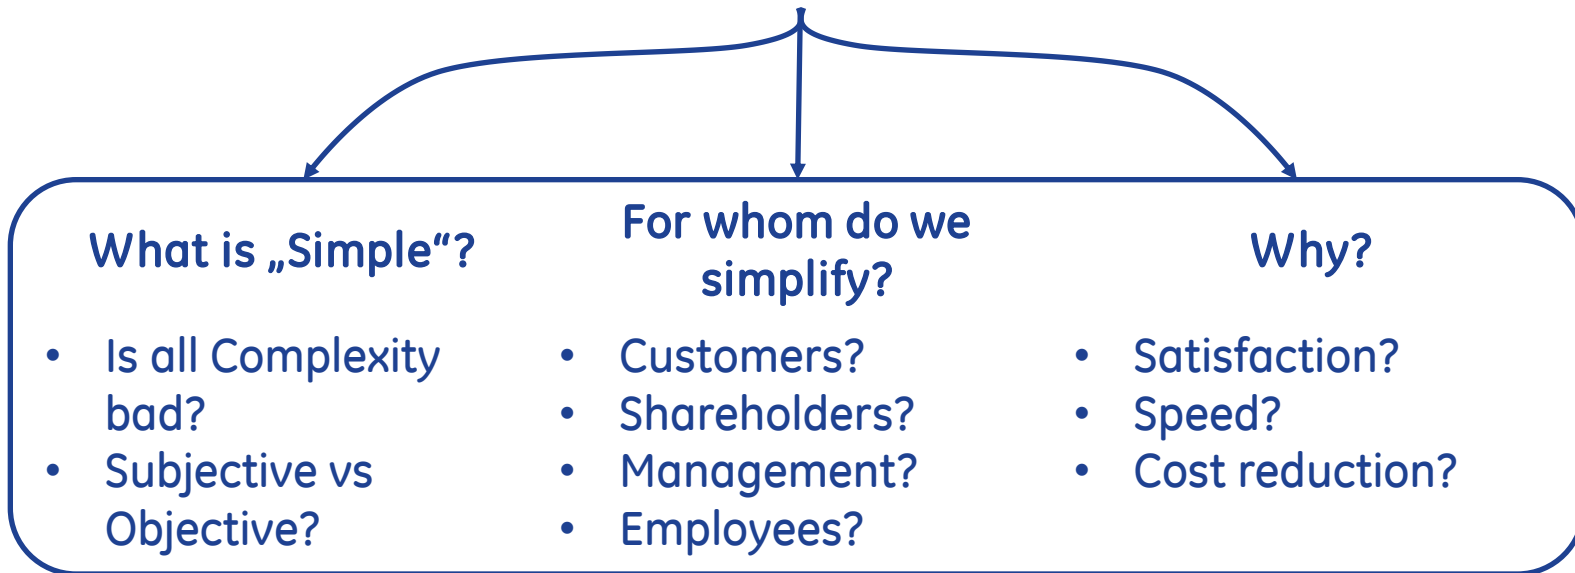 What is „Simple“?
• Is all Complexity
bad?
• Subjective vs
Objective?
For whom do we
simplify?
• Customers?
• Shareholders?
• Management?
• Employees?
Why?
• Satisfaction?
• Speed?
• Cost reduction?